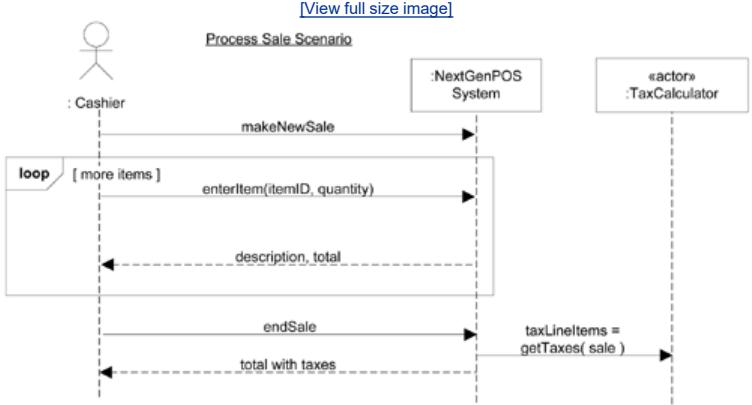 [View full size image]
Process Sale Scenario
: Cashier
:NextGenPOS
System
«actor»
:TaxCalculator
makeNewSale
loop
[ more items ]
enterItem(itemID, quantity)
description, total
endSale
taxLineItems =
getTaxes( sale )
total with taxes